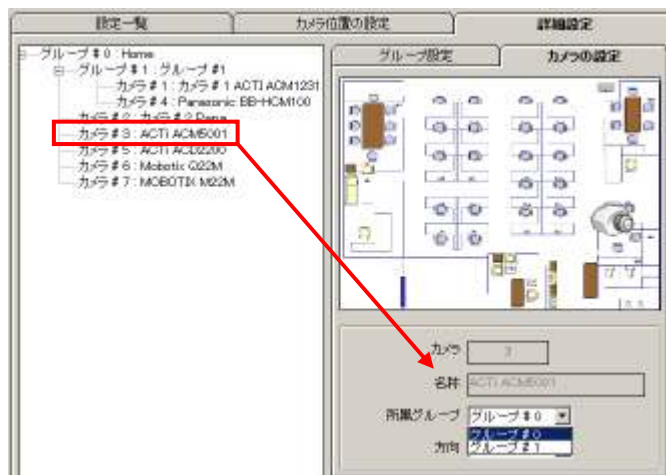 設定一覧
カメラ位置の設定
詳細設定
グループ#0:Home
グループ#1:グループ#1
カメラ#1:カメラ#1 ACTI ACM1231
カメラ#4:Panasonic BB-HCM100
カメラ#2:カメラ#2 Pana
カメラ#3:ACTi ACM5001
カメラ#5:ACTi ACD2200
カメラ#6:Mobotix Q22M
カメラ#7:MOBOTIX M22M
グループ設定
カメラの設定
カメラ
3
名称
ACTi ACM5001
所属グループ
グループ#0
グループ#0
方向
グループ#1